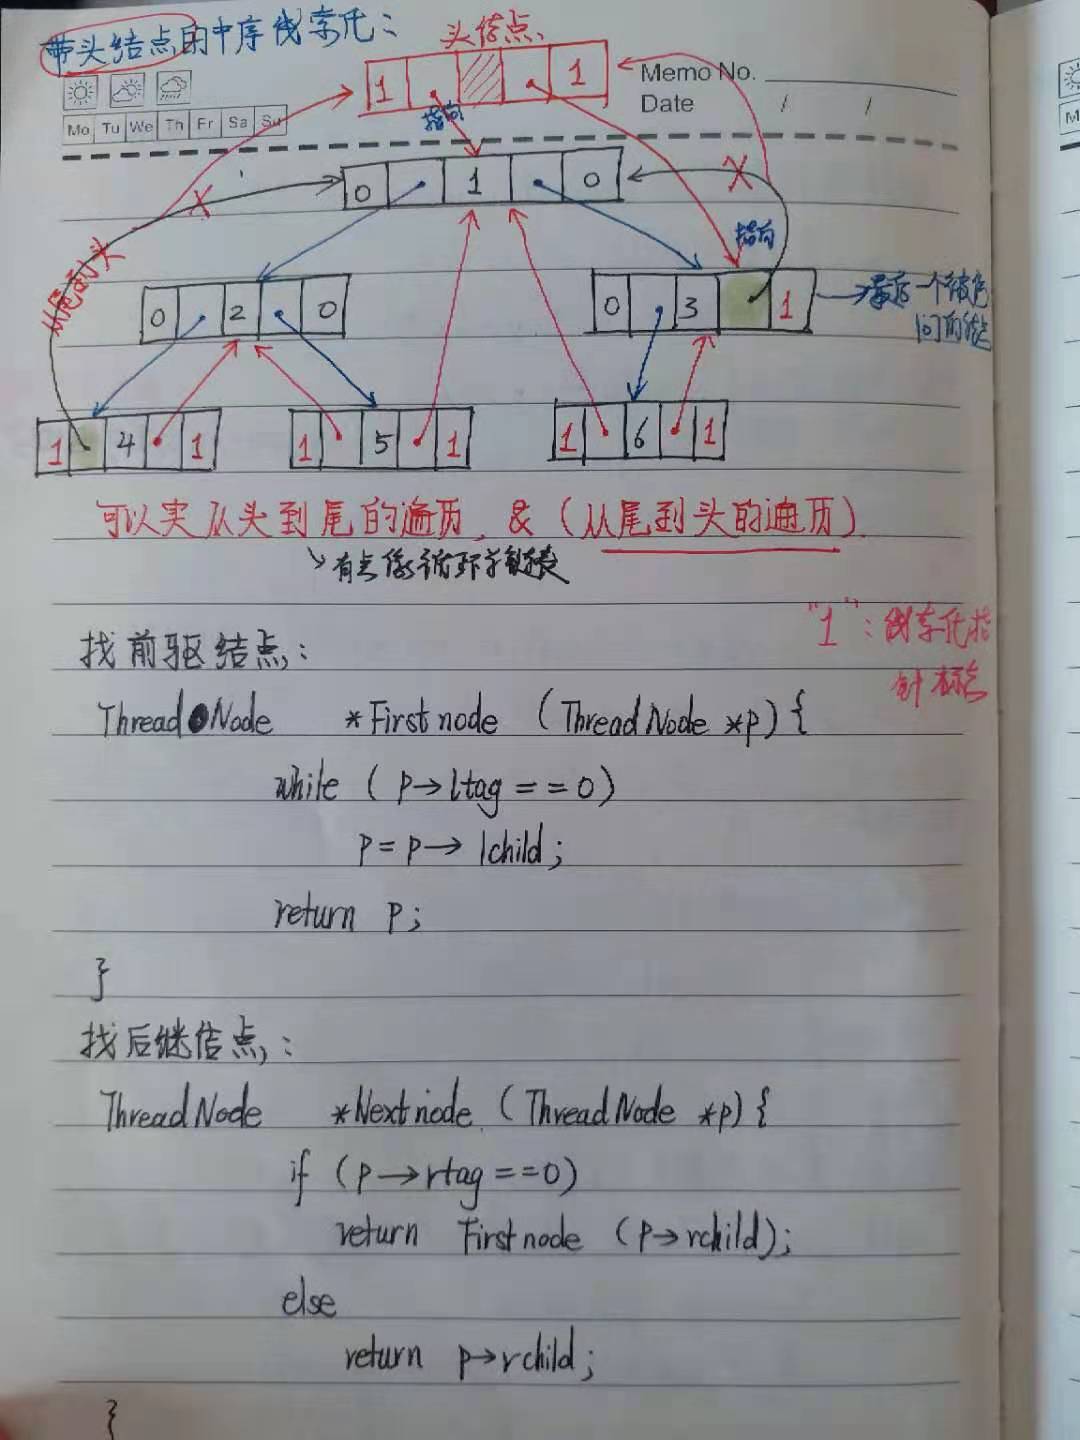 带头结点的中序线索化：
头结点
1 1
Memo No.
Date / /
Mo Tu We Th Fr Sa Su
指向
0 1 0
从尾到头
指向
0 2 0
0 3 1
最后一个被访
问的结点
1 4 1
1 5 1
1 6 1
可以实从头到尾的遍历, &（从尾到头的遍历）.
有点像循环链表
"1"：线索化指
针标志
找前驱结点：
ThreadNode *Firstnode (ThreadNode *p){
while (p→ltag==0)
p=p→lchild;
return p;
}
找后继结点：
ThreadNode *Nextnode (ThreadNode *p){
if (p→rtag==0)
return Firstnode (p→rchild);
else
return p→rchild;
}